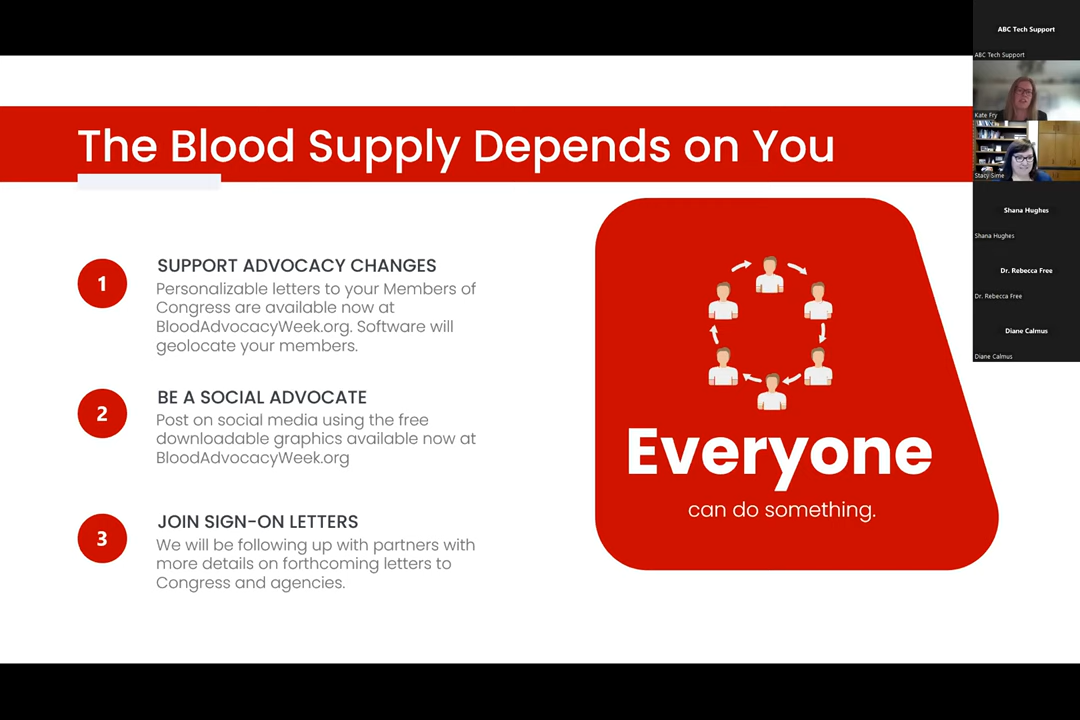 The Blood Supply Depends on You
1
SUPPORT ADVOCACY CHANGES
Personalizable letters to your Members of
Congress are available now at
BloodAdvocacyWeek.org. Software will
geolocate your members.
2
BE A SOCIAL ADVOCATE
Post on social media using the free
downloadable graphics available now at
BloodAdvocacyWeek.org
3
JOIN SIGN-ON LETTERS
We will be following up with partners with
more details on forthcoming letters to
Congress and agencies.
Everyone
can do something.
ABC Tech Support
ABC Tech Support
Kate Fry
Stacy Sime
Shana Hughes
Shana Hughes
Dr. Rebecca Free
Dr. Rebecca Free
Diane Calmus
Diane Calmus